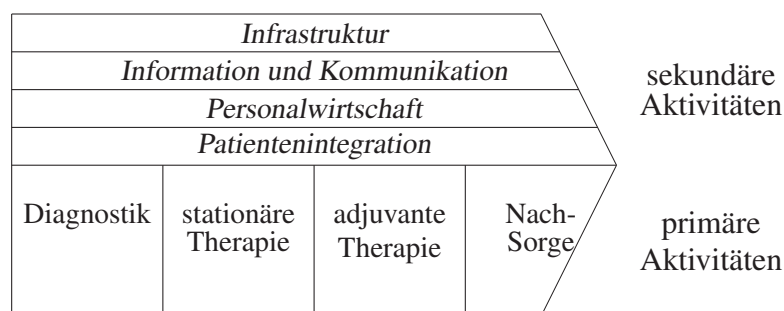 Infrastruktur
Information und Kommunikation
Personalwirtschaft
Patientenintegration
sekundäre
Aktivitäten
Diagnostik
stationäre
Therapie
adjuvante
Therapie
Nach-
Sorge
primäre
Aktivitäten